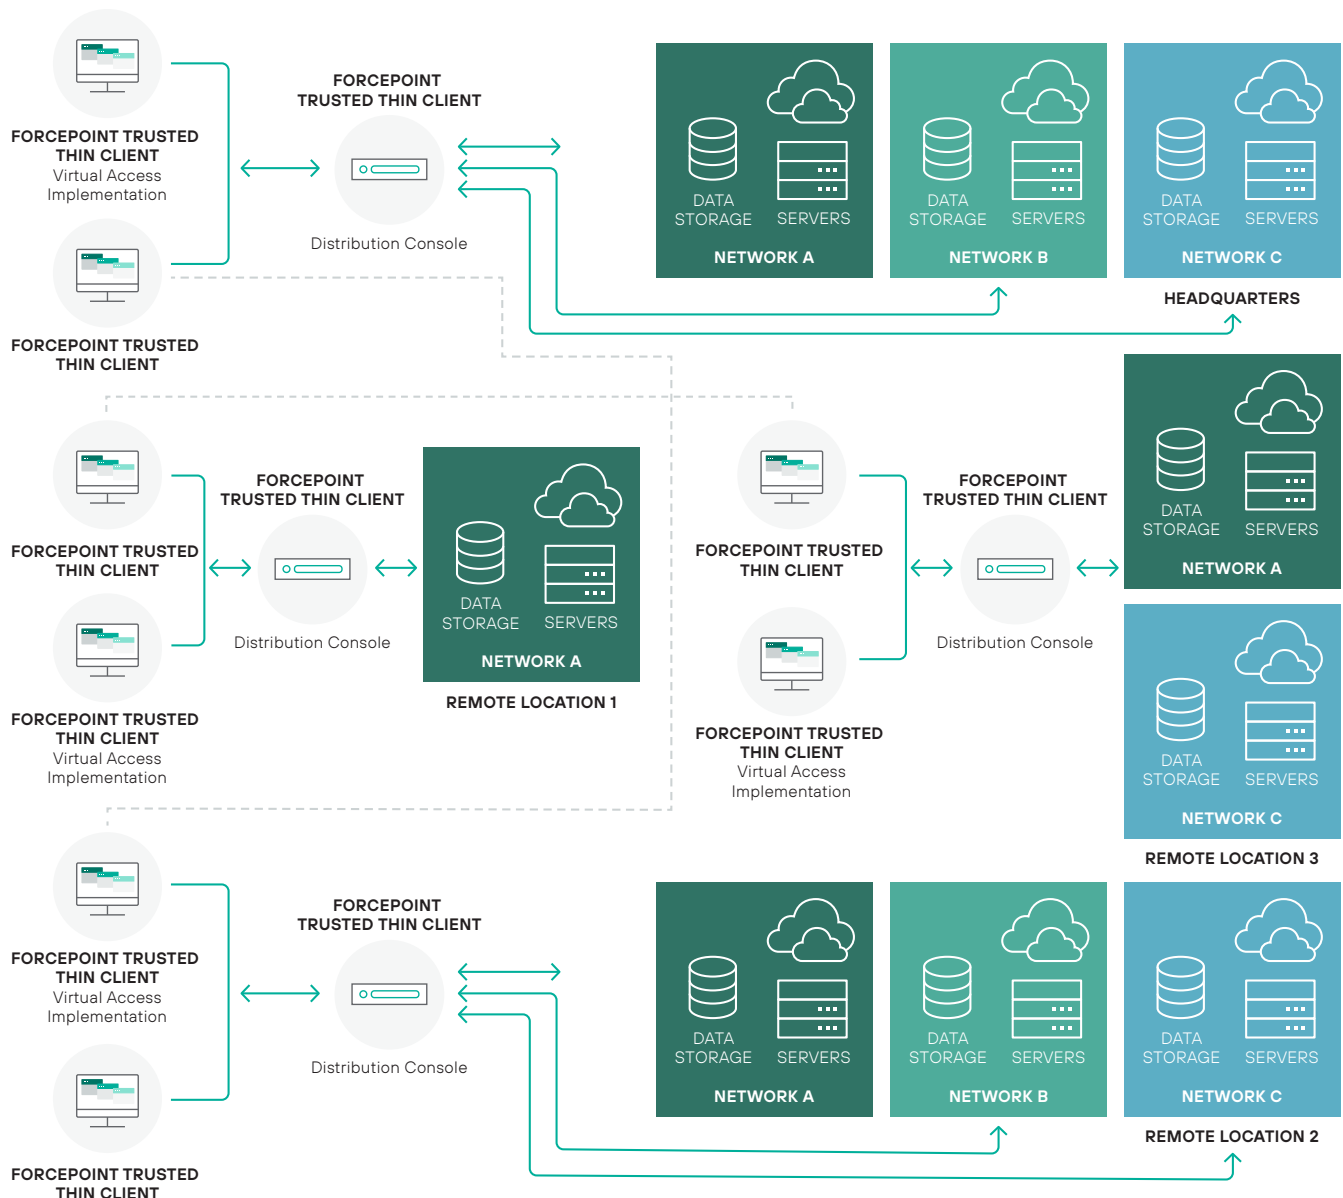 FORCEPOINT TRUSTED
THIN CLIENT
Virtual Access
Implementation
FORCEPOINT TRUSTED
THIN CLIENT
FORCEPOINT
TRUSTED THIN CLIENT
Distribution Console
DATA
STORAGE
SERVERS
NETWORK A
DATA
STORAGE
SERVERS
NETWORK B
DATA
STORAGE
SERVERS
NETWORK C
HEADQUARTERS
FORCEPOINT TRUSTED
THIN CLIENT
FORCEPOINT TRUSTED
THIN CLIENT
Virtual Access
Implementation
FORCEPOINT
TRUSTED THIN CLIENT
Distribution Console
DATA
STORAGE
SERVERS
NETWORK A
REMOTE LOCATION 1
FORCEPOINT TRUSTED
THIN CLIENT
FORCEPOINT TRUSTED
THIN CLIENT
Virtual Access
Implementation
FORCEPOINT
TRUSTED THIN CLIENT
Distribution Console
DATA
STORAGE
SERVERS
NETWORK A
DATA
STORAGE
SERVERS
NETWORK C
REMOTE LOCATION 3
FORCEPOINT TRUSTED
THIN CLIENT
Virtual Access
Implementation
FORCEPOINT TRUSTED
THIN CLIENT
FORCEPOINT
TRUSTED THIN CLIENT
Distribution Console
DATA
STORAGE
SERVERS
NETWORK A
DATA
STORAGE
SERVERS
NETWORK B
DATA
STORAGE
SERVERS
NETWORK C
REMOTE LOCATION 2